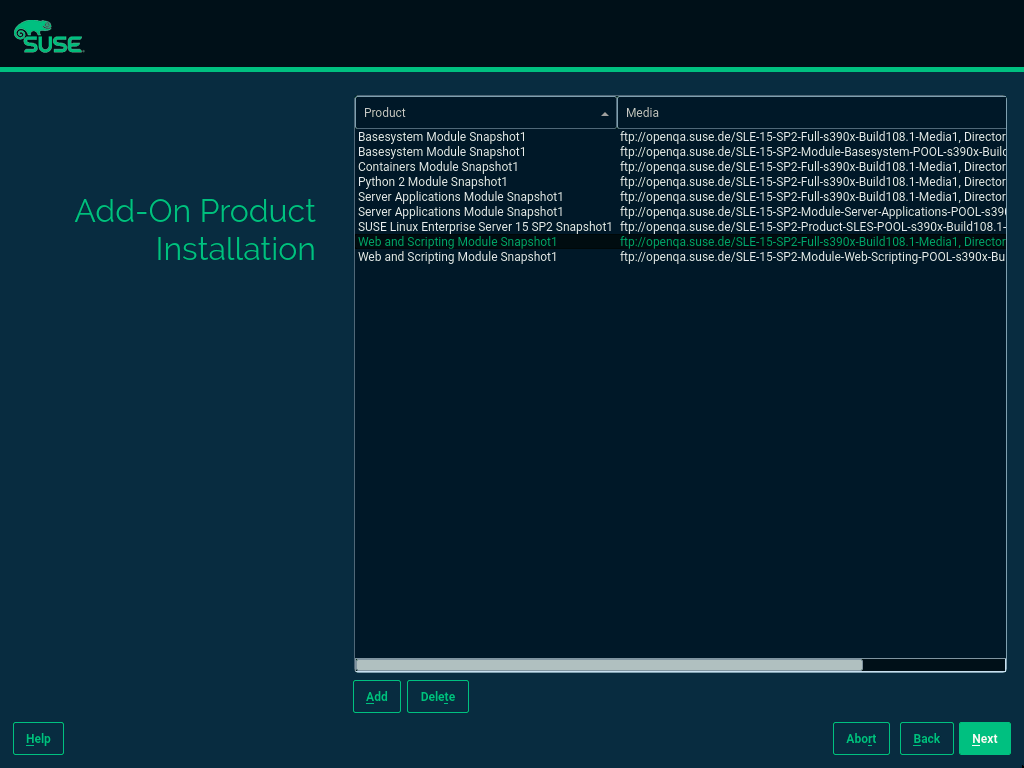 SUSE
Add-On Product
Installation
Product Media
Basesystem Module Snapshot1 ftp://openqa.suse.de/SLE-15-SP2-Full-s390x-Build108.1-Media1, Director
Basesystem Module Snapshot1 ftp://openqa.suse.de/SLE-15-SP2-Module-Basesystem-POOL-s390x-Build
Containers Module Snapshot1 ftp://openqa.suse.de/SLE-15-SP2-Full-s390x-Build108.1-Media1, Director
Python 2 Module Snapshot1 ftp://openqa.suse.de/SLE-15-SP2-Full-s390x-Build108.1-Media1, Director
Server Applications Module Snapshot1 ftp://openqa.suse.de/SLE-15-SP2-Full-s390x-Build108.1-Media1, Director
Server Applications Module Snapshot1 ftp://openqa.suse.de/SLE-15-SP2-Module-Server-Applications-POOL-s390
SUSE Linux Enterprise Server 15 SP2 Snapshot1 ftp://openqa.suse.de/SLE-15-SP2-Product-SLES-POOL-s390x-Build108.1-
Web and Scripting Module Snapshot1 ftp://openqa.suse.de/SLE-15-SP2-Full-s390x-Build108.1-Media1, Director
Web and Scripting Module Snapshot1 ftp://openqa.suse.de/SLE-15-SP2-Module-Web-Scripting-POOL-s390x-Bu
Add Delete
Help Abort Back Next